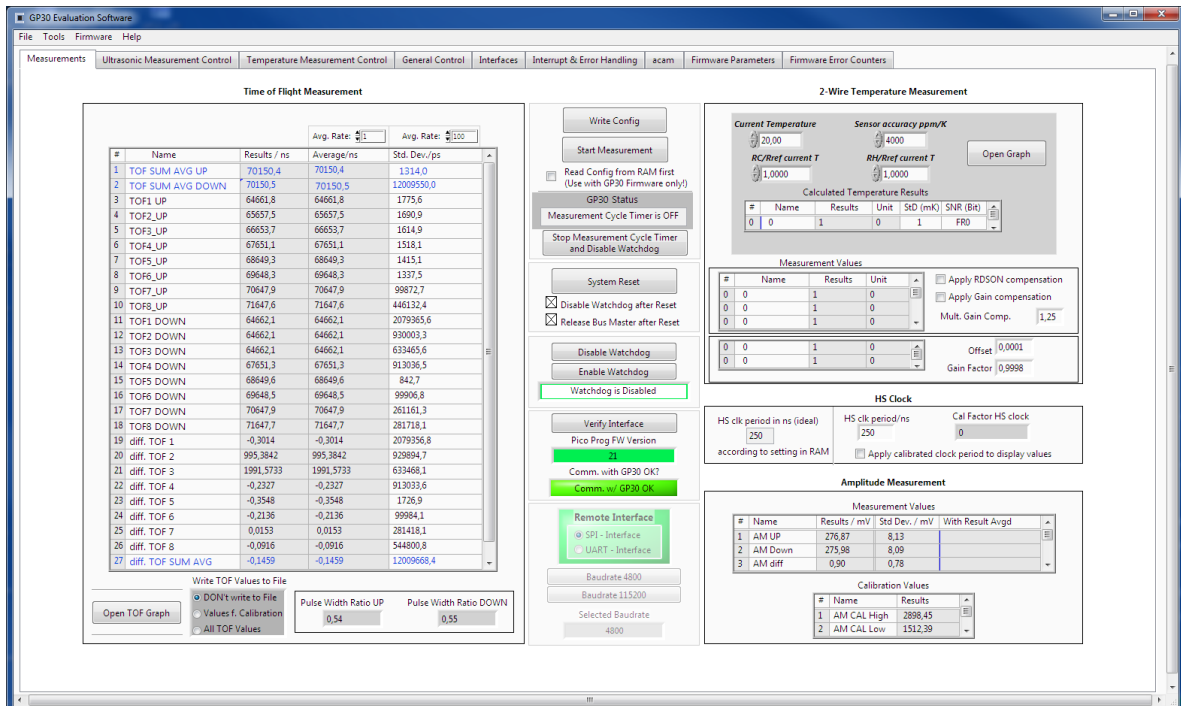 GP30 Evaluation Software
File Tools Firmware Help
Measurements Ultrasonic Measurement Control Temperature Measurement Control General Control Interfaces Interrupt & Error Handling acam Firmware Parameters Firmware Error Counters
Time of Flight Measurement
Avg. Rate: 1 Avg. Rate: 100
# Name Results / ns Average/ns Std. Dev./ps
1 TOF SUM AVG UP 70150,4 70150,4 1314,0
2 TOF SUM AVG DOWN 70150,5 70150,5 12009550,0
3 TOF1 UP 64661,8 64661,8 1775,6
4 TOF2_UP 65657,5 65657,5 1690,9
5 TOF3_UP 66653,7 66653,7 1614,9
6 TOF4_UP 67651,1 67651,1 1518,1
7 TOF5_UP 68649,3 68649,3 1415,1
8 TOF6_UP 69648,3 69648,3 1337,5
9 TOF7_UP 70647,9 70647,9 99872,7
10 TOF8_UP 71647,6 71647,6 446132,4
11 TOF1 DOWN 64662,1 64662,1 2079365,6
12 TOF2 DOWN 64662,1 64662,1 930003,3
13 TOF3 DOWN 64662,1 64662,1 633465,6
14 TOF4 DOWN 67651,3 67651,3 913036,5
15 TOF5 DOWN 68649,6 68649,6 842,7
16 TOF6 DOWN 69648,5 69648,5 99906,8
17 TOF7 DOWN 70647,9 70647,9 261161,3
18 TOF8 DOWN 71647,7 71647,7 281718,1
19 diff. TOF 1 -0,3014 -0,3014 2079356,8
20 diff. TOF 2 995,3842 995,3842 929894,7
21 diff. TOF 3 1991,5733 1991,5733 633468,1
22 diff. TOF 4 -0,2327 -0,2327 913033,6
23 diff. TOF 5 -0,3548 -0,3548 1726,9
24 diff. TOF 6 -0,2136 -0,2136 99984,1
25 diff. TOF 7 0,0153 0,0153 281418,1
26 diff. TOF 8 -0,0916 -0,0916 544800,8
27 diff. TOF SUM AVG -0,1459 -0,1459 12009668,4
Open TOF Graph
Write TOF Values to File
DON't write to File
Values f. Calibration
All TOF Values
Pulse Width Ratio UP Pulse Width Ratio DOWN
0,54 0,55
Write Config
Start Measurement
Read Config from RAM first
(Use with GP30 Firmware only!)
GP30 Status
Measurement Cycle Timer is OFF
Stop Measurement Cycle Timer
and Disable Watchdog
System Reset
Disable Watchdog after Reset
Release Bus Master after Reset
Disable Watchdog
Enable Watchdog
Watchdog is Disabled
Verify Interface
Pico Prog FW Version
21
Comm. with GP30 OK?
Comm. w/ GP30 OK
Remote Interface
SPI - Interface
UART - Interface
Baudrate 4800
Baudrate 115200
Selected Baudrate
4800
2-Wire Temperature Measurement
Current Temperature Sensor accuracy ppm/K
20,00 4000
RC/Rref current T RH/Rref current T
1,0000 1,0000
Open Graph
Calculated Temperature Results
# Name Results Unit StD (mK) SNR (Bit)
0 0 1 0 1 FR0
Measurement Values
# Name Results Unit
0 0 1 0
0 0 1 0
0 0 1 0
Apply RDSON compensation
Apply Gain compensation
Mult. Gain Comp. 1,25
0 0 1 0
0 0 1 0
Offset 0,0001
Gain Factor 0,9998
HS Clock
HS clk period in ns (ideal) HS clk period/ns Cal Factor HS clock
250 250 0
according to setting in RAM Apply calibrated clock period to display values
Amplitude Measurement
Measurement Values
# Name Results / mV Std Dev. / mV With Result Avgd
1 AM UP 276,87 8,13
2 AM Down 275,98 8,09
3 AM diff 0,90 0,78
Calibration Values
# Name Results
1 AM CAL High 2898,45
2 AM CAL Low 1512,39